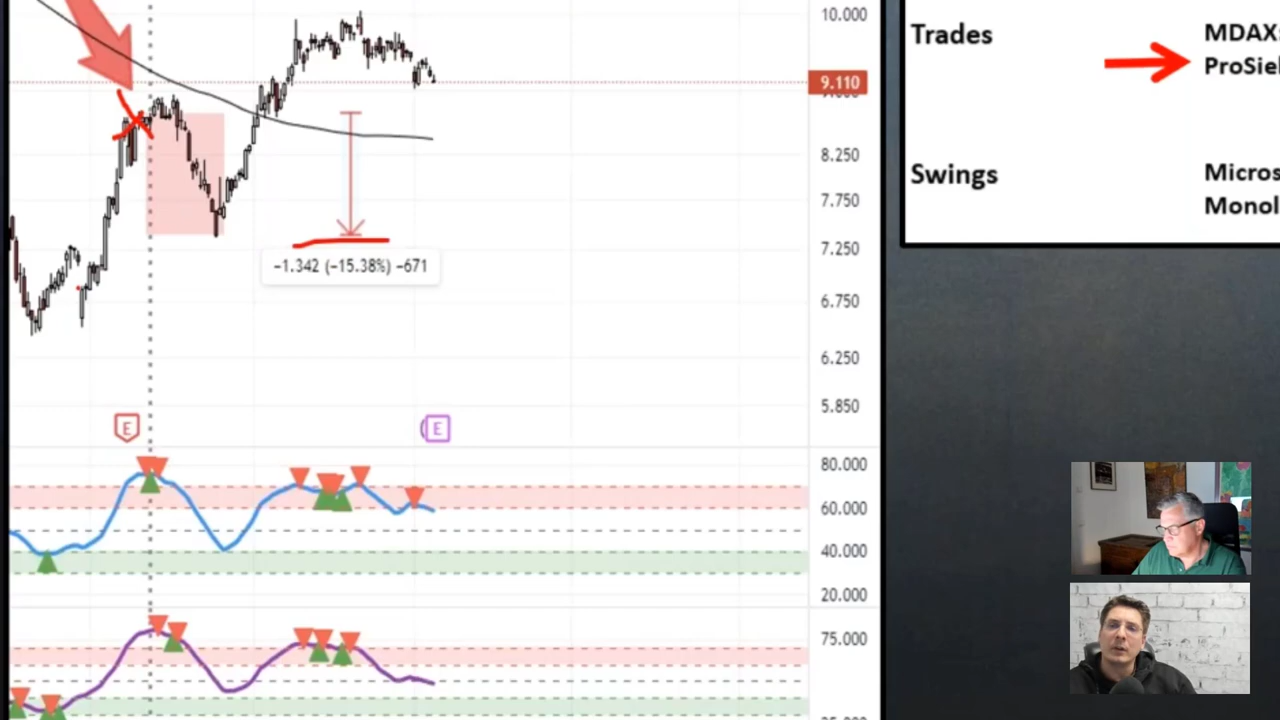 10.000
9.110
8.250
7.750
7.250
6.750
6.250
5.850
−1.342 (−15.38%) −671
E
E
80.000
60.000
40.000
20.000
75.000
Trades
MDAX:
ProSie
Swings
Micros
Monol